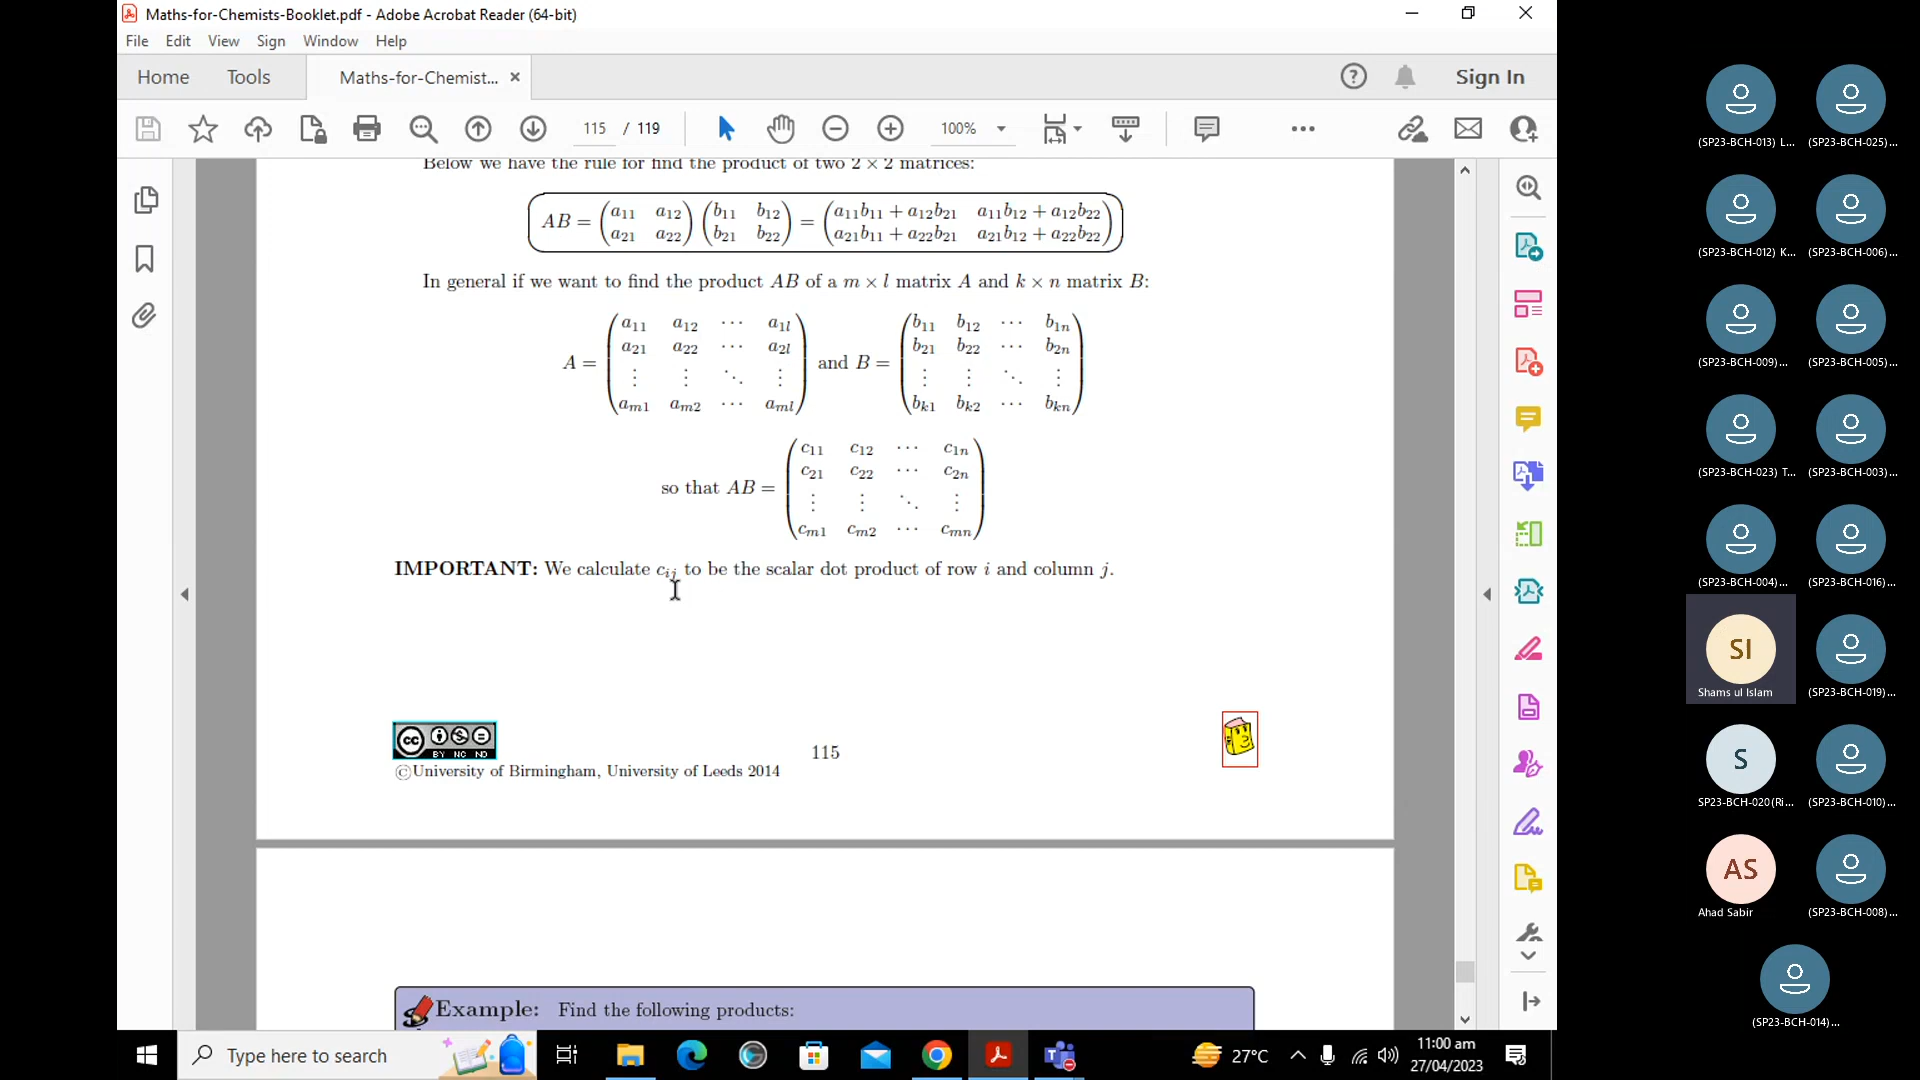 Maths-for-Chemists-Booklet.pdf - Adobe Acrobat Reader (64-bit)
File Edit View Sign Window Help
Home Tools Maths-for-Chemist... × Sign In
115 / 119 100%
Below we have the rule for find the product of two 2 × 2 matrices:
AB = (a11 a12 a21 a22) (b11 b12 b21 b22) = (a11b11 + a12b21 a11b12 + a12b22 a21b11 + a22b21 a21b12 + a22b22)
In general if we want to find the product AB of a m × l matrix A and k × n matrix B:
a11 a12 ⋯ a1l b11 b12 ⋯ b1n
a21 a22 ⋯ a2l b21 b22 ⋯ b2n
A = and B =
⋮ ⋮ ⋱ ⋮ ⋮ ⋮ ⋱ ⋮
am1 am2 ⋯ aml bk1 bk2 ⋯ bkn
c11 c12 ⋯ c1n
c21 c22 ⋯ c2n
so that AB =
⋮ ⋮ ⋱ ⋮
cm1 cm2 ⋯ cmn
IMPORTANT: We calculate cij to be the scalar dot product of row i and column j.
cc BY NC ND
115
©University of Birmingham, University of Leeds 2014
Example: Find the following products:
Type here to search
27°C
11:00 am
27/04/2023
(SP23-BCH-013) L... (SP23-BCH-025)...
(SP23-BCH-012) K... (SP23-BCH-006)...
(SP23-BCH-009)... (SP23-BCH-005)...
(SP23-BCH-023) T... (SP23-BCH-003)...
(SP23-BCH-004)... (SP23-BCH-016)...
SI
Shams ul Islam (SP23-BCH-019)...
S
SP23-BCH-020(Ri... (SP23-BCH-010)...
AS
Ahad Sabir (SP23-BCH-008)...
(SP23-BCH-014)...